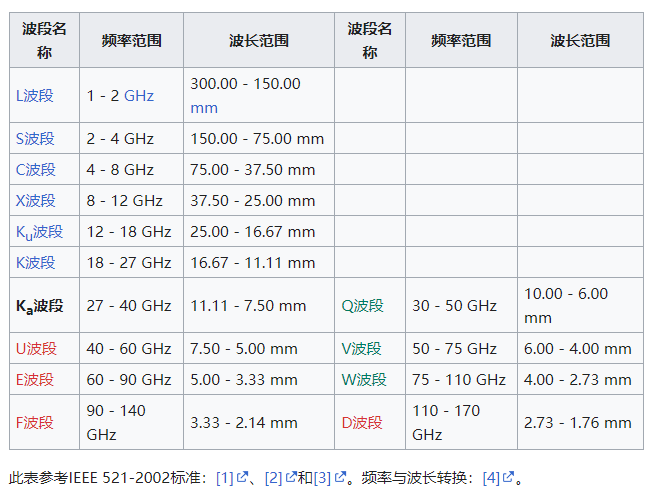 波段名称 频率范围 波长范围 波段名称 频率范围 波长范围
L波段 1 - 2 GHz 300.00 - 150.00 mm
S波段 2 - 4 GHz 150.00 - 75.00 mm
C波段 4 - 8 GHz 75.00 - 37.50 mm
X波段 8 - 12 GHz 37.50 - 25.00 mm
Ku波段 12 - 18 GHz 25.00 - 16.67 mm
K波段 18 - 27 GHz 16.67 - 11.11 mm
Ka波段 27 - 40 GHz 11.11 - 7.50 mm Q波段 30 - 50 GHz 10.00 - 6.00 mm
U波段 40 - 60 GHz 7.50 - 5.00 mm V波段 50 - 75 GHz 6.00 - 4.00 mm
E波段 60 - 90 GHz 5.00 - 3.33 mm W波段 75 - 110 GHz 4.00 - 2.73 mm
F波段 90 - 140 GHz 3.33 - 2.14 mm D波段 110 - 170 GHz 2.73 - 1.76 mm
此表参考IEEE 521-2002标准：[1]、[2]和[3]。频率与波长转换：[4]。